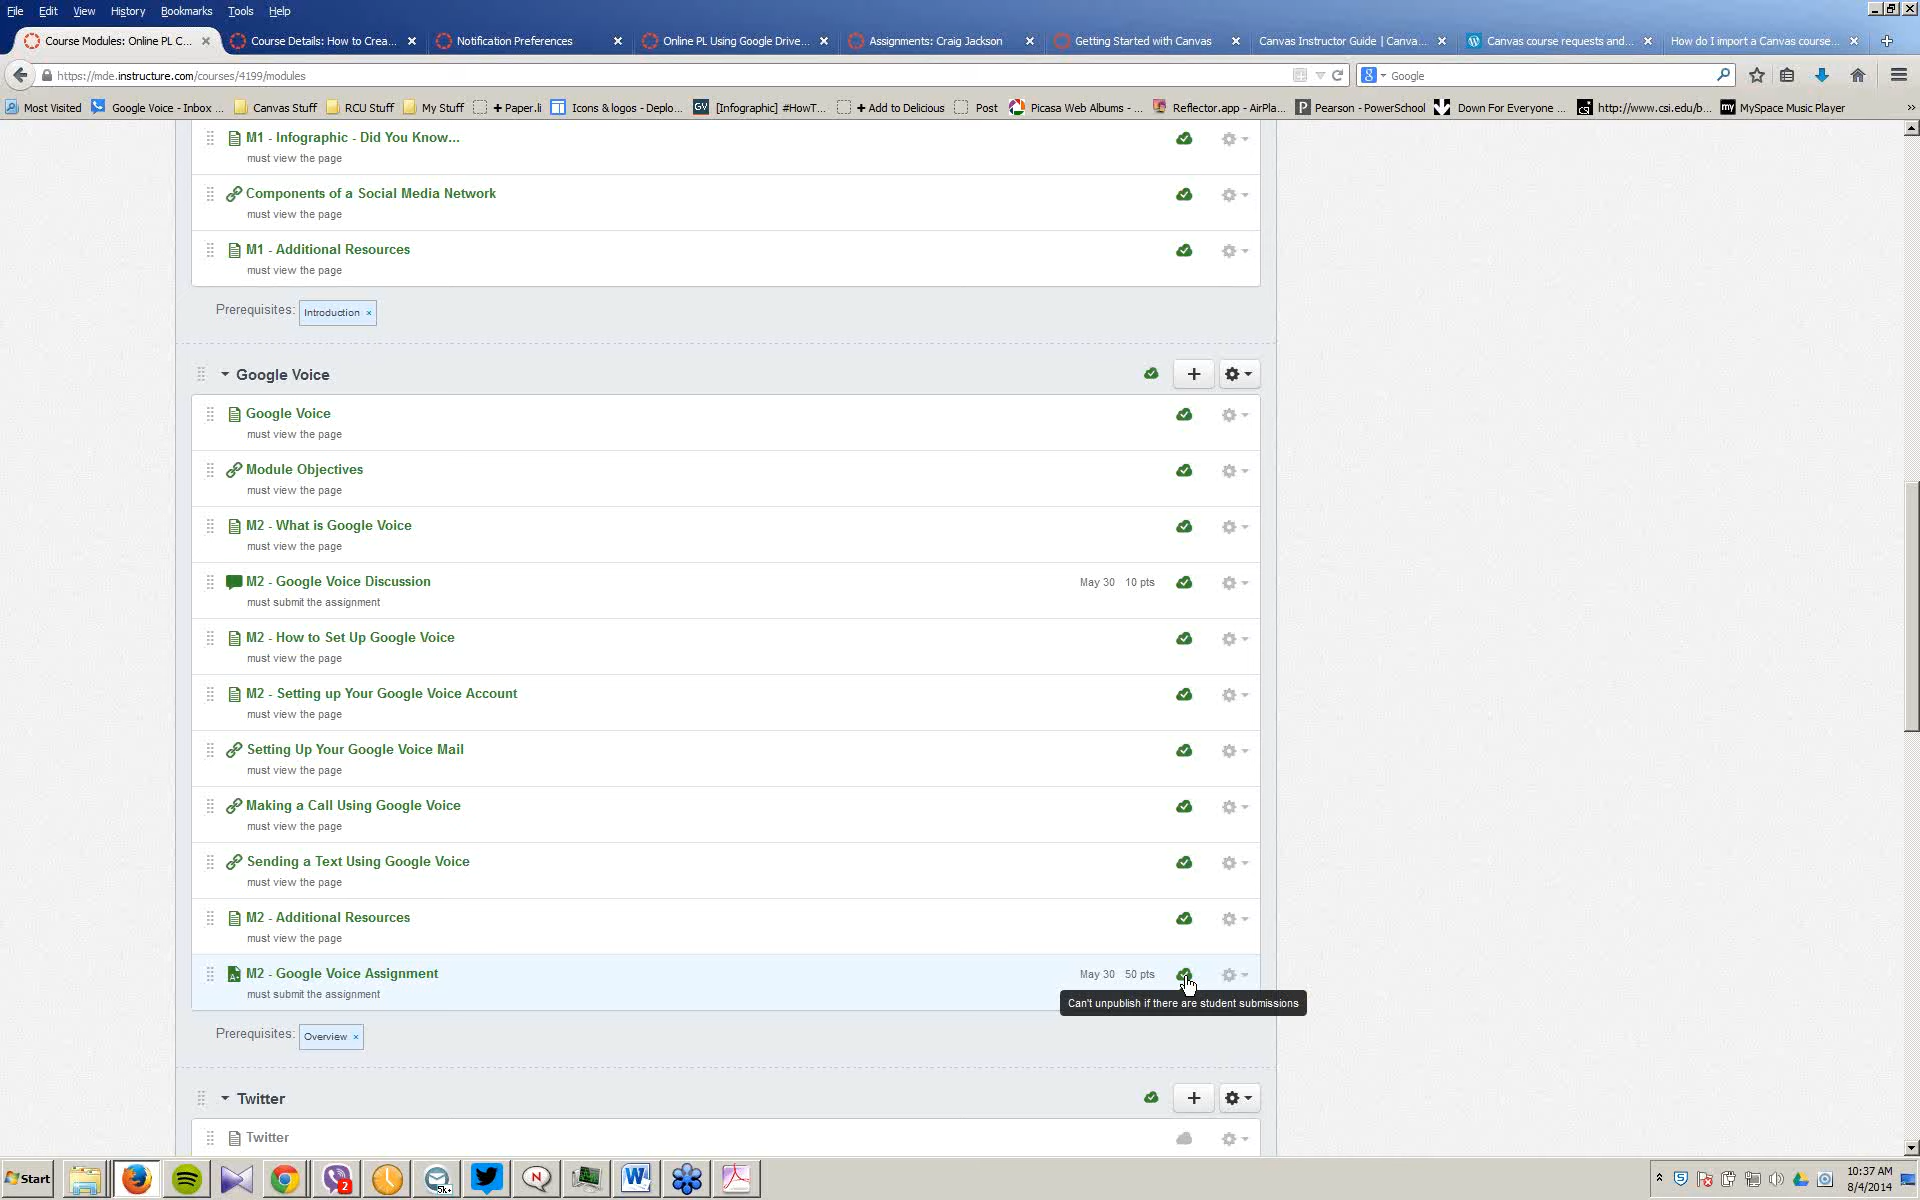 File Edit View History Bookmarks Tools Help
Course Modules: Online PL C... × Course Details: How to Crea... × Notification Preferences × Online PL Using Google Drive... × Assignments: Craig Jackson × Getting Started with Canvas × Canvas Instructor Guide | Canva... × Canvas course requests and... × How do I import a Canvas course... ×
https://mde.instructure.com/courses/4199/modules Google
Most Visited Google Voice - Inbox ... Canvas Stuff RCU Stuff My Stuff + Paper.li Icons & logos - Deplo... GV [Infographic] #HowT... + Add to Delicious Post Picasa Web Albums - ... Reflector.app - AirPla... Pearson - PowerSchool Down For Everyone ... csi http://www.csi.edu/b... my MySpace Music Player »
M1 - Infographic - Did You Know...
must view the page
Components of a Social Media Network
must view the page
M1 - Additional Resources
must view the page
Prerequisites: Introduction ×
Google Voice
Google Voice
must view the page
Module Objectives
must view the page
M2 - What is Google Voice
must view the page
M2 - Google Voice Discussion May 30 10 pts
must submit the assignment
M2 - How to Set Up Google Voice
must view the page
M2 - Setting up Your Google Voice Account
must view the page
Setting Up Your Google Voice Mail
must view the page
Making a Call Using Google Voice
must view the page
Sending a Text Using Google Voice
must view the page
M2 - Additional Resources
must view the page
M2 - Google Voice Assignment May 30 50 pts
must submit the assignment
Can't unpublish if there are student submissions
Prerequisites: Overview ×
Twitter
Twitter
Start 2 5k+ N W 10:37 AM
8/4/2014